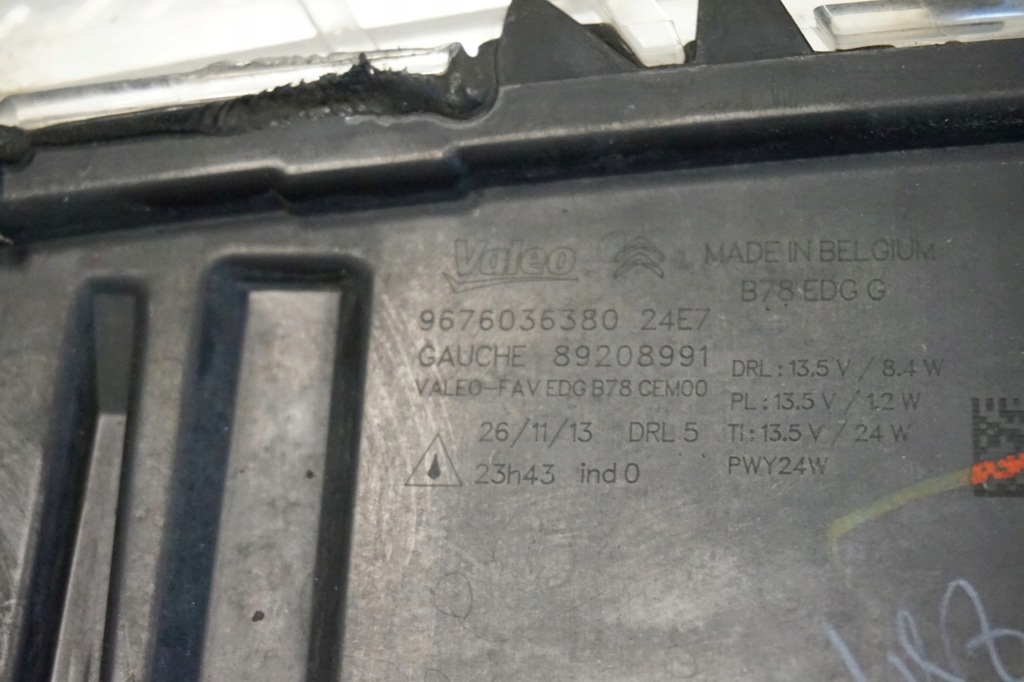 Valeo MADE IN BELGIUM
B78 EDG G
9676036380 24E7
GAUCHE 89208991
VALEO-FAV EDG B78 CEM00
DRL : 13.5 V / 8.4 W
PL : 13.5 V / 1.2 W
26/11/13 DRL 5
TI : 13.5 V / 24 W
23h43 ind 0
PWY24W